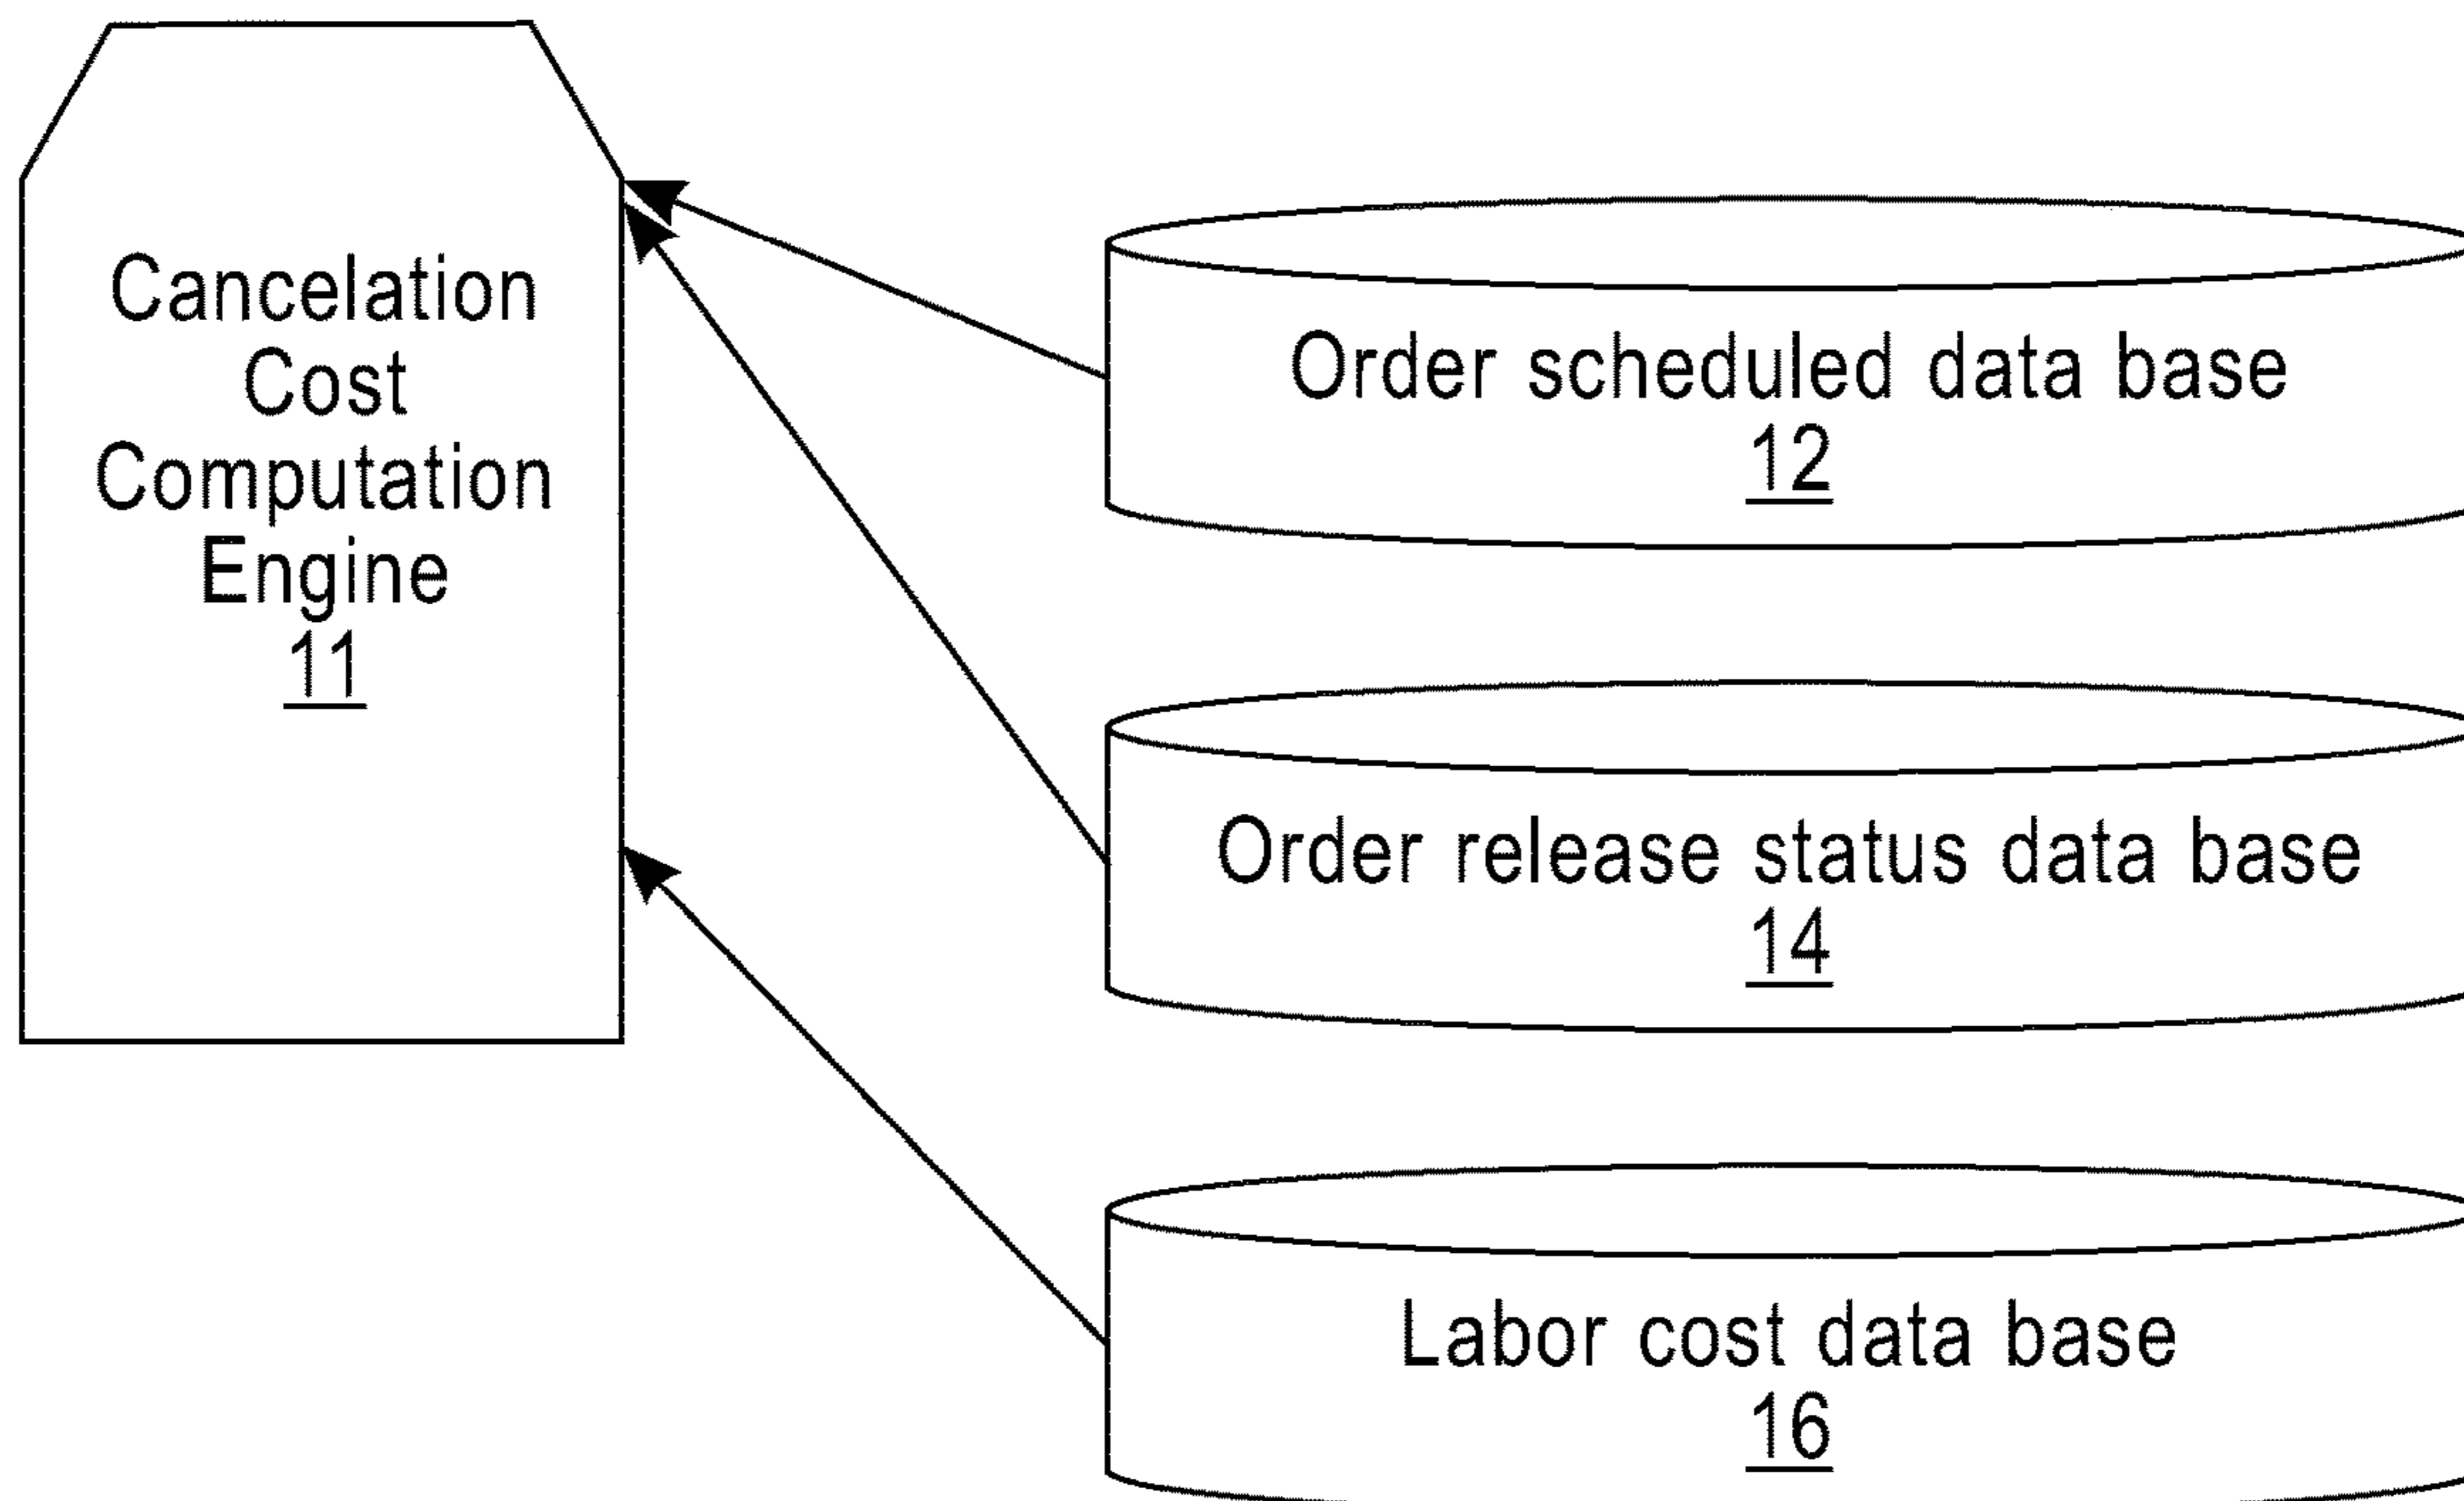 Cancelation
Cost
Computation
Engine
11
Order scheduled data base
12
Order release status data base
14
Labor cost data base
16